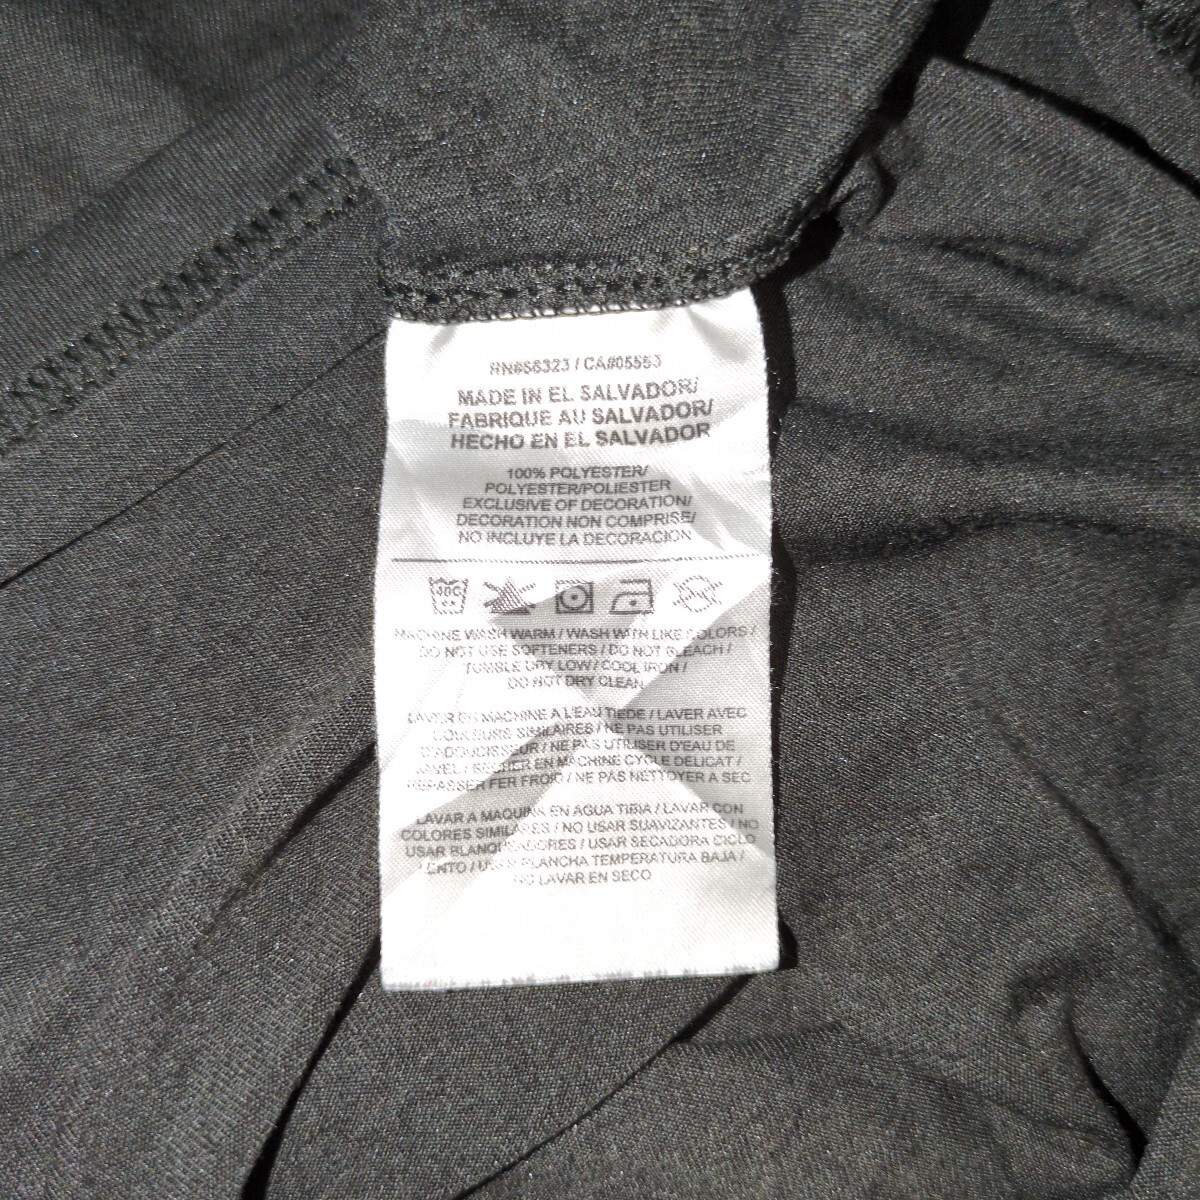 RN#56323 / CA#05553
MADE IN EL SALVADOR/
FABRIQUE AU SALVADOR/
HECHO EN EL SALVADOR
100% POLYESTER/
POLYESTER/POLIESTER
EXCLUSIVE OF DECORATION/
DECORATION NON COMPRISE/
NO INCLUYE LA DECORACION
40C
MACHINE WASH WARM / WASH WITH LIKE COLORS /
DO NOT USE SOFTENERS / DO NOT BLEACH /
TUMBLE DRY LOW / COOL IRON /
DO NOT DRY CLEAN
LAVER EN MACHINE A L'EAU TIEDE / LAVER AVEC
COULEURS SIMILAIRES / NE PAS UTILISER
D'ADOUCISSEUR / NE PAS UTILISER D'EAU DE
JAVEL / SECHER EN MACHINE CYCLE DELICAT /
REPASSER FER FROID / NE PAS NETTOYER A SEC
LAVAR A MAQUINA EN AGUA TIBIA / LAVAR CON
COLORES SIMILARES / NO USAR SUAVIZANTES / NO
USAR BLANQUEADORES / USAR SECADORA CICLO
LENTO / USAR PLANCHA TEMPERATURA BAJA /
NO LAVAR EN SECO